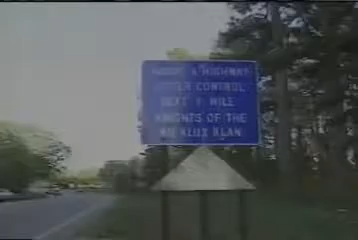 ADOPT A HIGHWAY
LITTER CONTROL
NEXT 1 MILE
KNIGHTS OF THE
KU KLUX KLAN